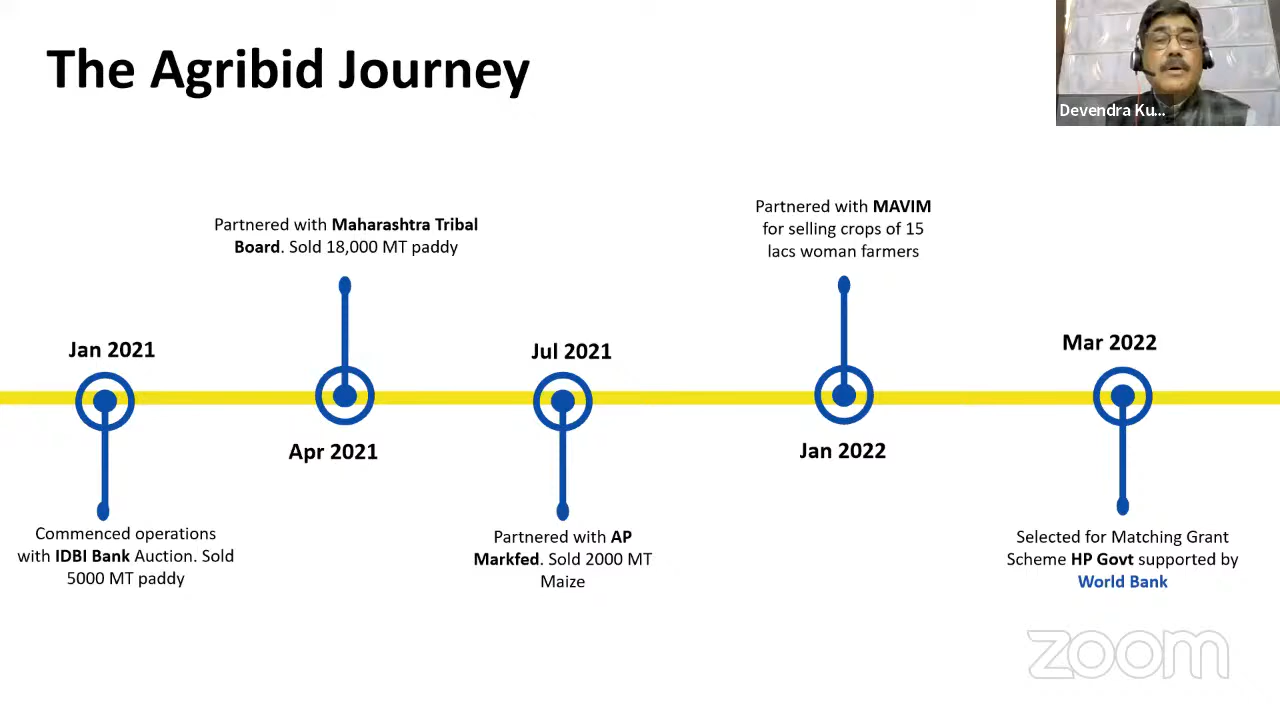 The Agribid Journey
Devendra Ku...
Partnered with Maharashtra Tribal
Board. Sold 18,000 MT paddy
Partnered with MAVIM
for selling crops of 15
lacs woman farmers
Jan 2021
Jul 2021
Mar 2022
Apr 2021
Jan 2022
Commenced operations
with IDBI Bank Auction. Sold
5000 MT paddy
Partnered with AP
Markfed. Sold 2000 MT
Maize
Selected for Matching Grant
Scheme HP Govt supported by
World Bank
zoom